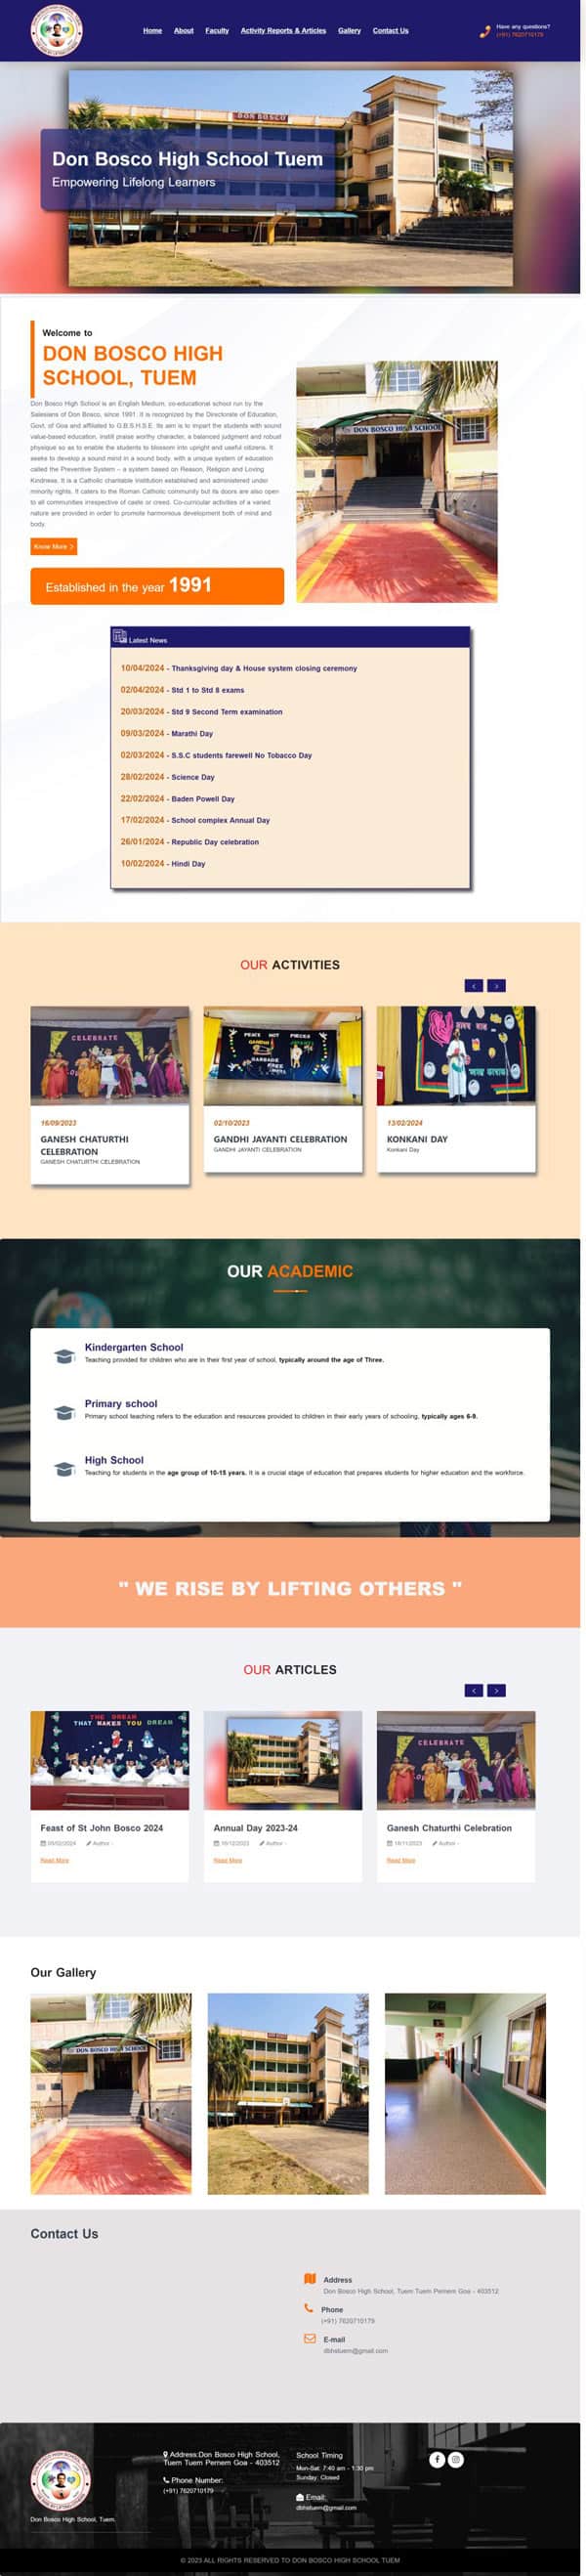 Home About Faculty Activity Reports & Articles Gallery Contact Us
Have any questions?
(+91) 7620710179
DON BOSCO
Don Bosco High School Tuem
Empowering Lifelong Learners
Welcome to
DON BOSCO HIGH
SCHOOL, TUEM
Don Bosco High School is an English Medium, co-educational school run by the
Salesians of Don Bosco, since 1991. It is recognized by the Directorate of Education,
Govt. of Goa and affiliated to G.B.S.H.S.E. Its aim is to impart the students with sound
value-based education, instil praise worthy character, a balanced judgment and robust
physique so as to enable the students to blossom into upright and useful citizens. It
seeks to develop a sound mind in a sound body, with a unique system of education
called the Preventive System – a system based on Reason, Religion and Loving
Kindness. It is a Catholic charitable Institution established and administered under
minority rights. It caters to the Roman Catholic community but its doors are also open
to all communities irrespective of caste or creed. Co-curricular activities of a varied
nature are provided in order to promote harmonious development both of mind and
body.
Know More >
Established in the year 1991
DON BOSCO HIGH SCHOOL
Latest News
10/04/2024 - Thanksgiving day & House system closing ceremony
02/04/2024 - Std 1 to Std 8 exams
20/03/2024 - Std 9 Second Term examination
09/03/2024 - Marathi Day
02/03/2024 - S.S.C students farewell No Tobacco Day
28/02/2024 - Science Day
22/02/2024 - Baden Powell Day
17/02/2024 - School complex Annual Day
26/01/2024 - Republic Day celebration
10/02/2024 - Hindi Day
OUR ACTIVITIES
CELEBRATE
PEACE NOT PIECES
16/09/2023
GANESH CHATURTHI
CELEBRATION
GANESH CHATURTHI CELEBRATION
02/10/2023
GANDHI JAYANTI CELEBRATION
GANDHI JAYANTI CELEBRATION
13/02/2024
KONKANI DAY
Konkani Day
OUR ACADEMIC
Kindergarten School
Teaching provided for children who are in their first year of school, typically around the age of Three.
Primary school
Primary school teaching refers to the education and resources provided to children in their early years of schooling, typically ages 6-9.
High School
Teaching for students in the age group of 10-15 years. It is a crucial stage of education that prepares students for higher education and the workforce.
" WE RISE BY LIFTING OTHERS "
OUR ARTICLES
THE DREAM
THAT MAKES YOU DREAM
CELEBRATE
Feast of St John Bosco 2024
05/02/2024 Author -
Read More
Annual Day 2023-24
Author -
Read More
Ganesh Chaturthi Celebration
16/11/2023 Author -
Read More
Our Gallery
DON BOSCO HIGH SCHOOL
Contact Us
Address
Don Bosco High School, Tuem Tuem Pernem Goa - 403512
Phone
(+91) 7620710179
E-mail
dbhstuem@gmail.com
Don Bosco High School, Tuem.
Address:Don Bosco High School,
Tuem Tuem Pernem Goa - 403512
Phone Number:
(+91) 7620710179
School Timing
Mon-Sat: 7:40 am - 1:30 pm
Sunday: Closed
Email:
dbhstuem@gmail.com
© 2023 ALL RIGHTS RESERVED TO DON BOSCO HIGH SCHOOL TUEM